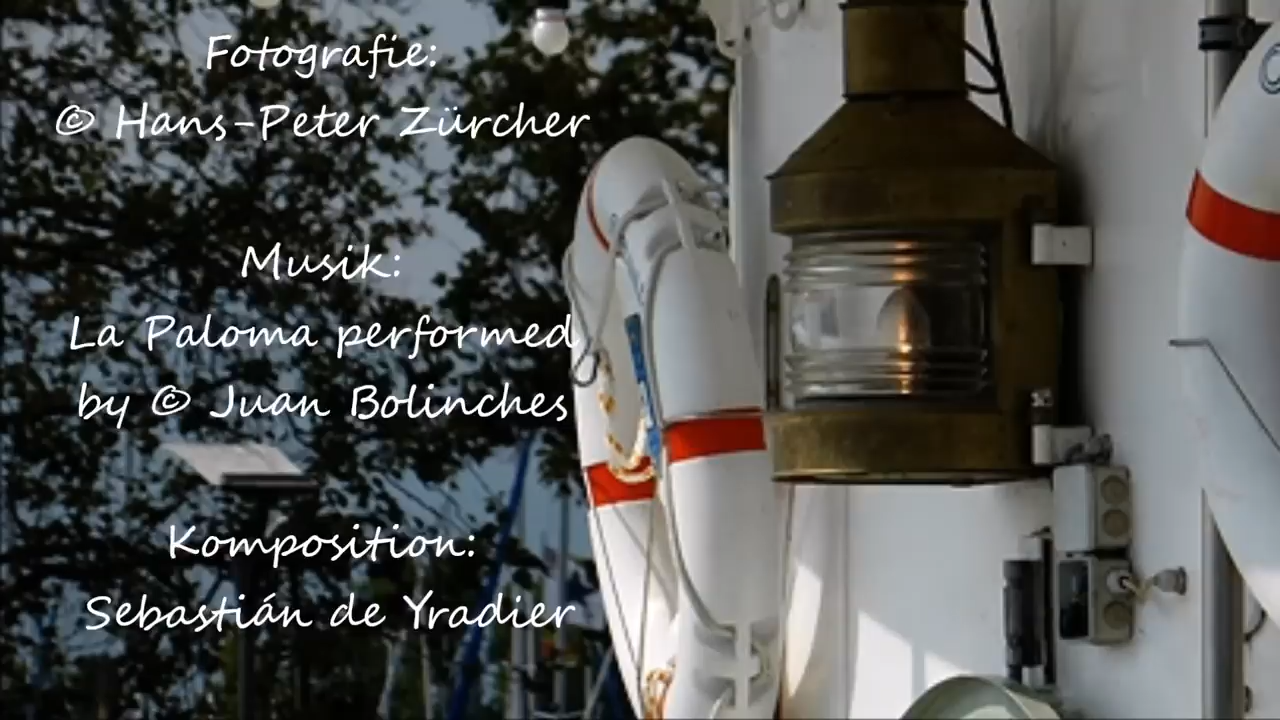 Fotografie:
© Hans-Peter Zürcher
Musik:
La Paloma performed
by © Juan Bolinches
Komposition:
Sebastián de Yradier